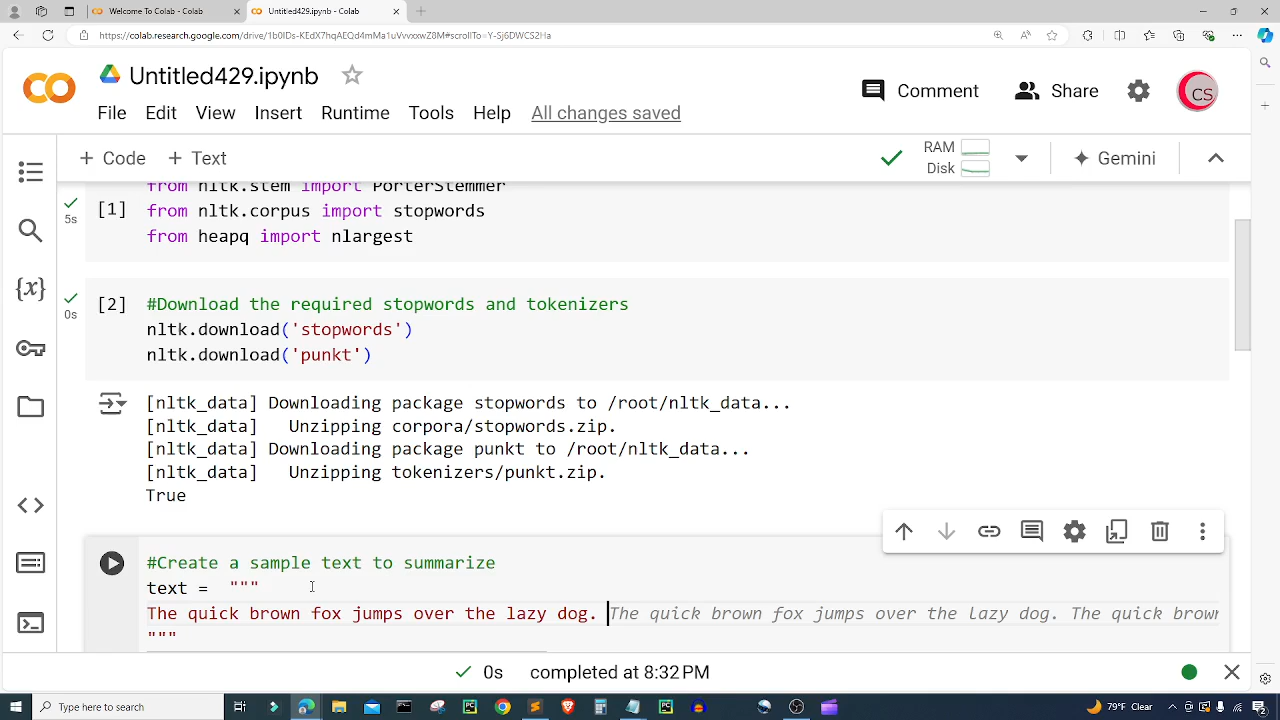 Welcome To Colab - Colab
Untitled429.ipynb - Colab
https://colab.research.google.com/drive/1b0IDs-KEdX7hqAEQd4mMa1uVvvxxwZ8M#scrollTo=Y-Sj6DWCS2Ha
Untitled429.ipynb
File Edit View Insert Runtime Tools Help All changes saved
Comment Share CS
+ Code + Text
RAM
Disk
Gemini
from nltk.stem import PorterStemmer
[1] from nltk.corpus import stopwords
5s
from heapq import nlargest
[2] #Download the required stopwords and tokenizers
0s
nltk.download('stopwords')
nltk.download('punkt')
[nltk_data] Downloading package stopwords to /root/nltk_data...
[nltk_data]   Unzipping corpora/stopwords.zip.
[nltk_data] Downloading package punkt to /root/nltk_data...
[nltk_data]   Unzipping tokenizers/punkt.zip.
True
#Create a sample text to summarize
text =  """
The quick brown fox jumps over the lazy dog. The quick brown fox jumps over the lazy dog. The quick brown
"""
0s completed at 8:32 PM
Type here to search
79°F Clear